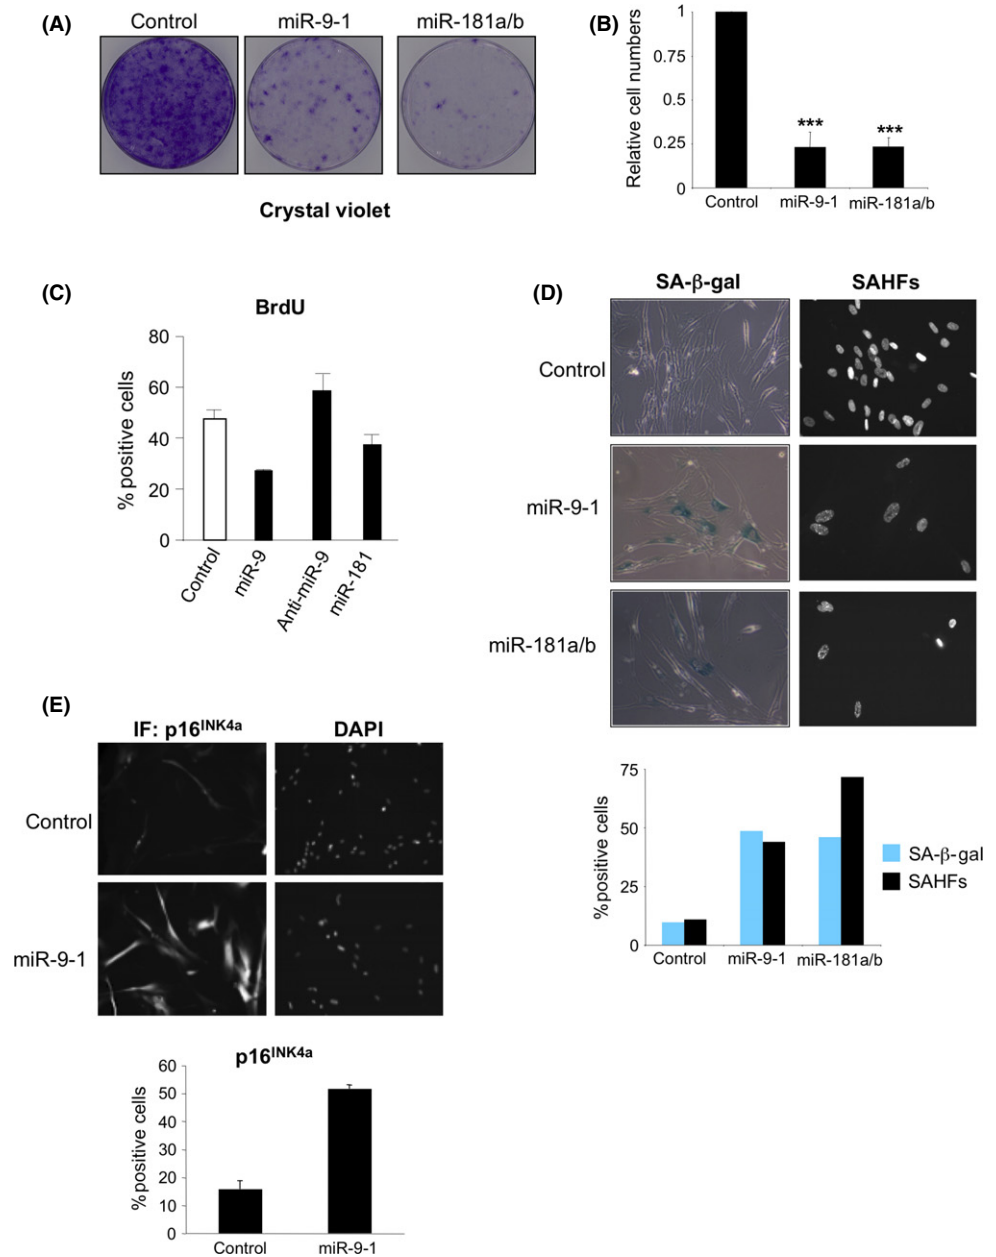 (A)
Control miR-9-1 miR-181a/b
Crystal violet
(B)
Relative cell numbers
1
0.75
0.5
0.25
0
*** ***
Control miR-9-1 miR-181a/b
(C)
BrdU
%positive cells
80
60
40
20
0
Control
miR-9
Anti-miR-9
miR-181
(D)
SA-β-gal SAHFs
Control
miR-9-1
miR-181a/b
%positive cells
75
50
25
0
Control miR-9-1 miR-181a/b
SA-β-gal
SAHFs
(E)
IF: p16INK4a DAPI
Control
miR-9-1
p16INK4a
%positive cells
60
50
40
30
20
10
0
Control miR-9-1